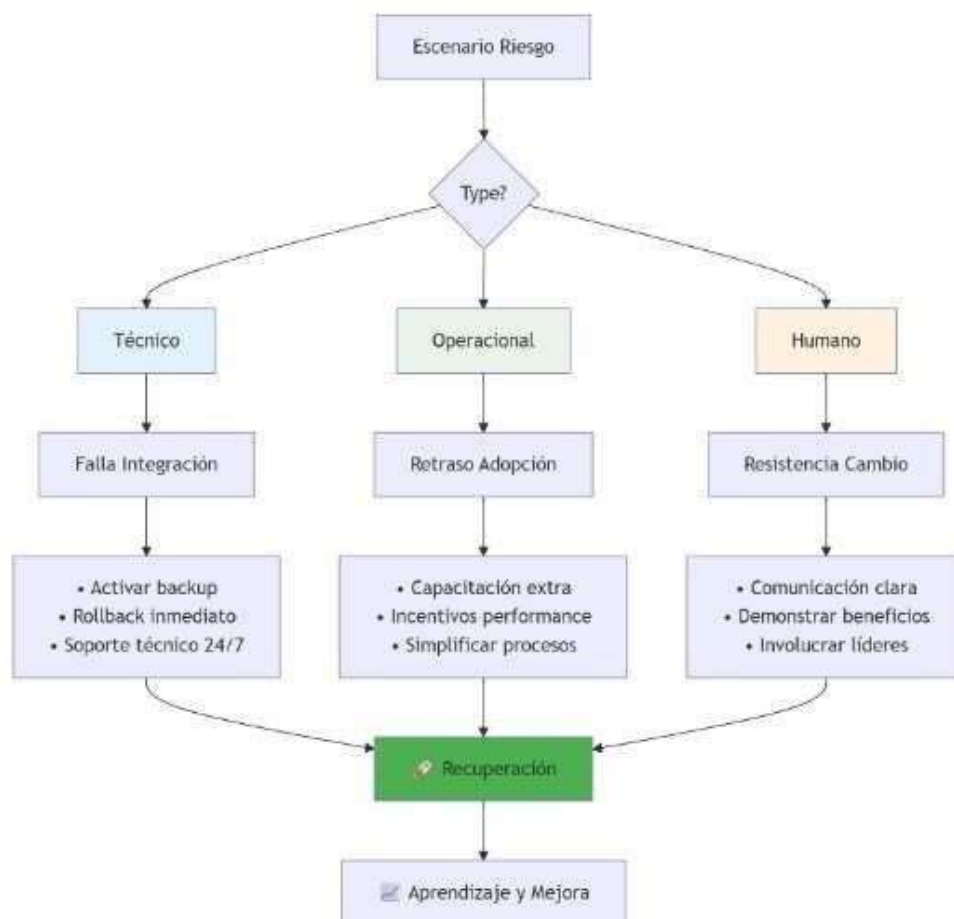 Escenario Riesgo
Type?
Técnico
Operacional
Humano
Falla Integración
Retraso Adopción
Resistencia Cambio
• Activar backup
• Rollback inmediato
• Soporte técnico 24/7
• Capacitación extra
• Incentivos performance
• Simplificar procesos
• Comunicación clara
• Demonstrar beneficios
• Involucrar líderes
Recuperación
Aprendizaje y Mejora